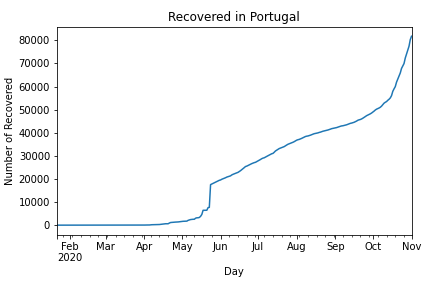 Recovered in Portugal
Number of Recovered
80000
70000
60000
50000
40000
30000
20000
10000
0
Feb Mar Apr May Jun Jul Aug Sep Oct Nov
2020
Day